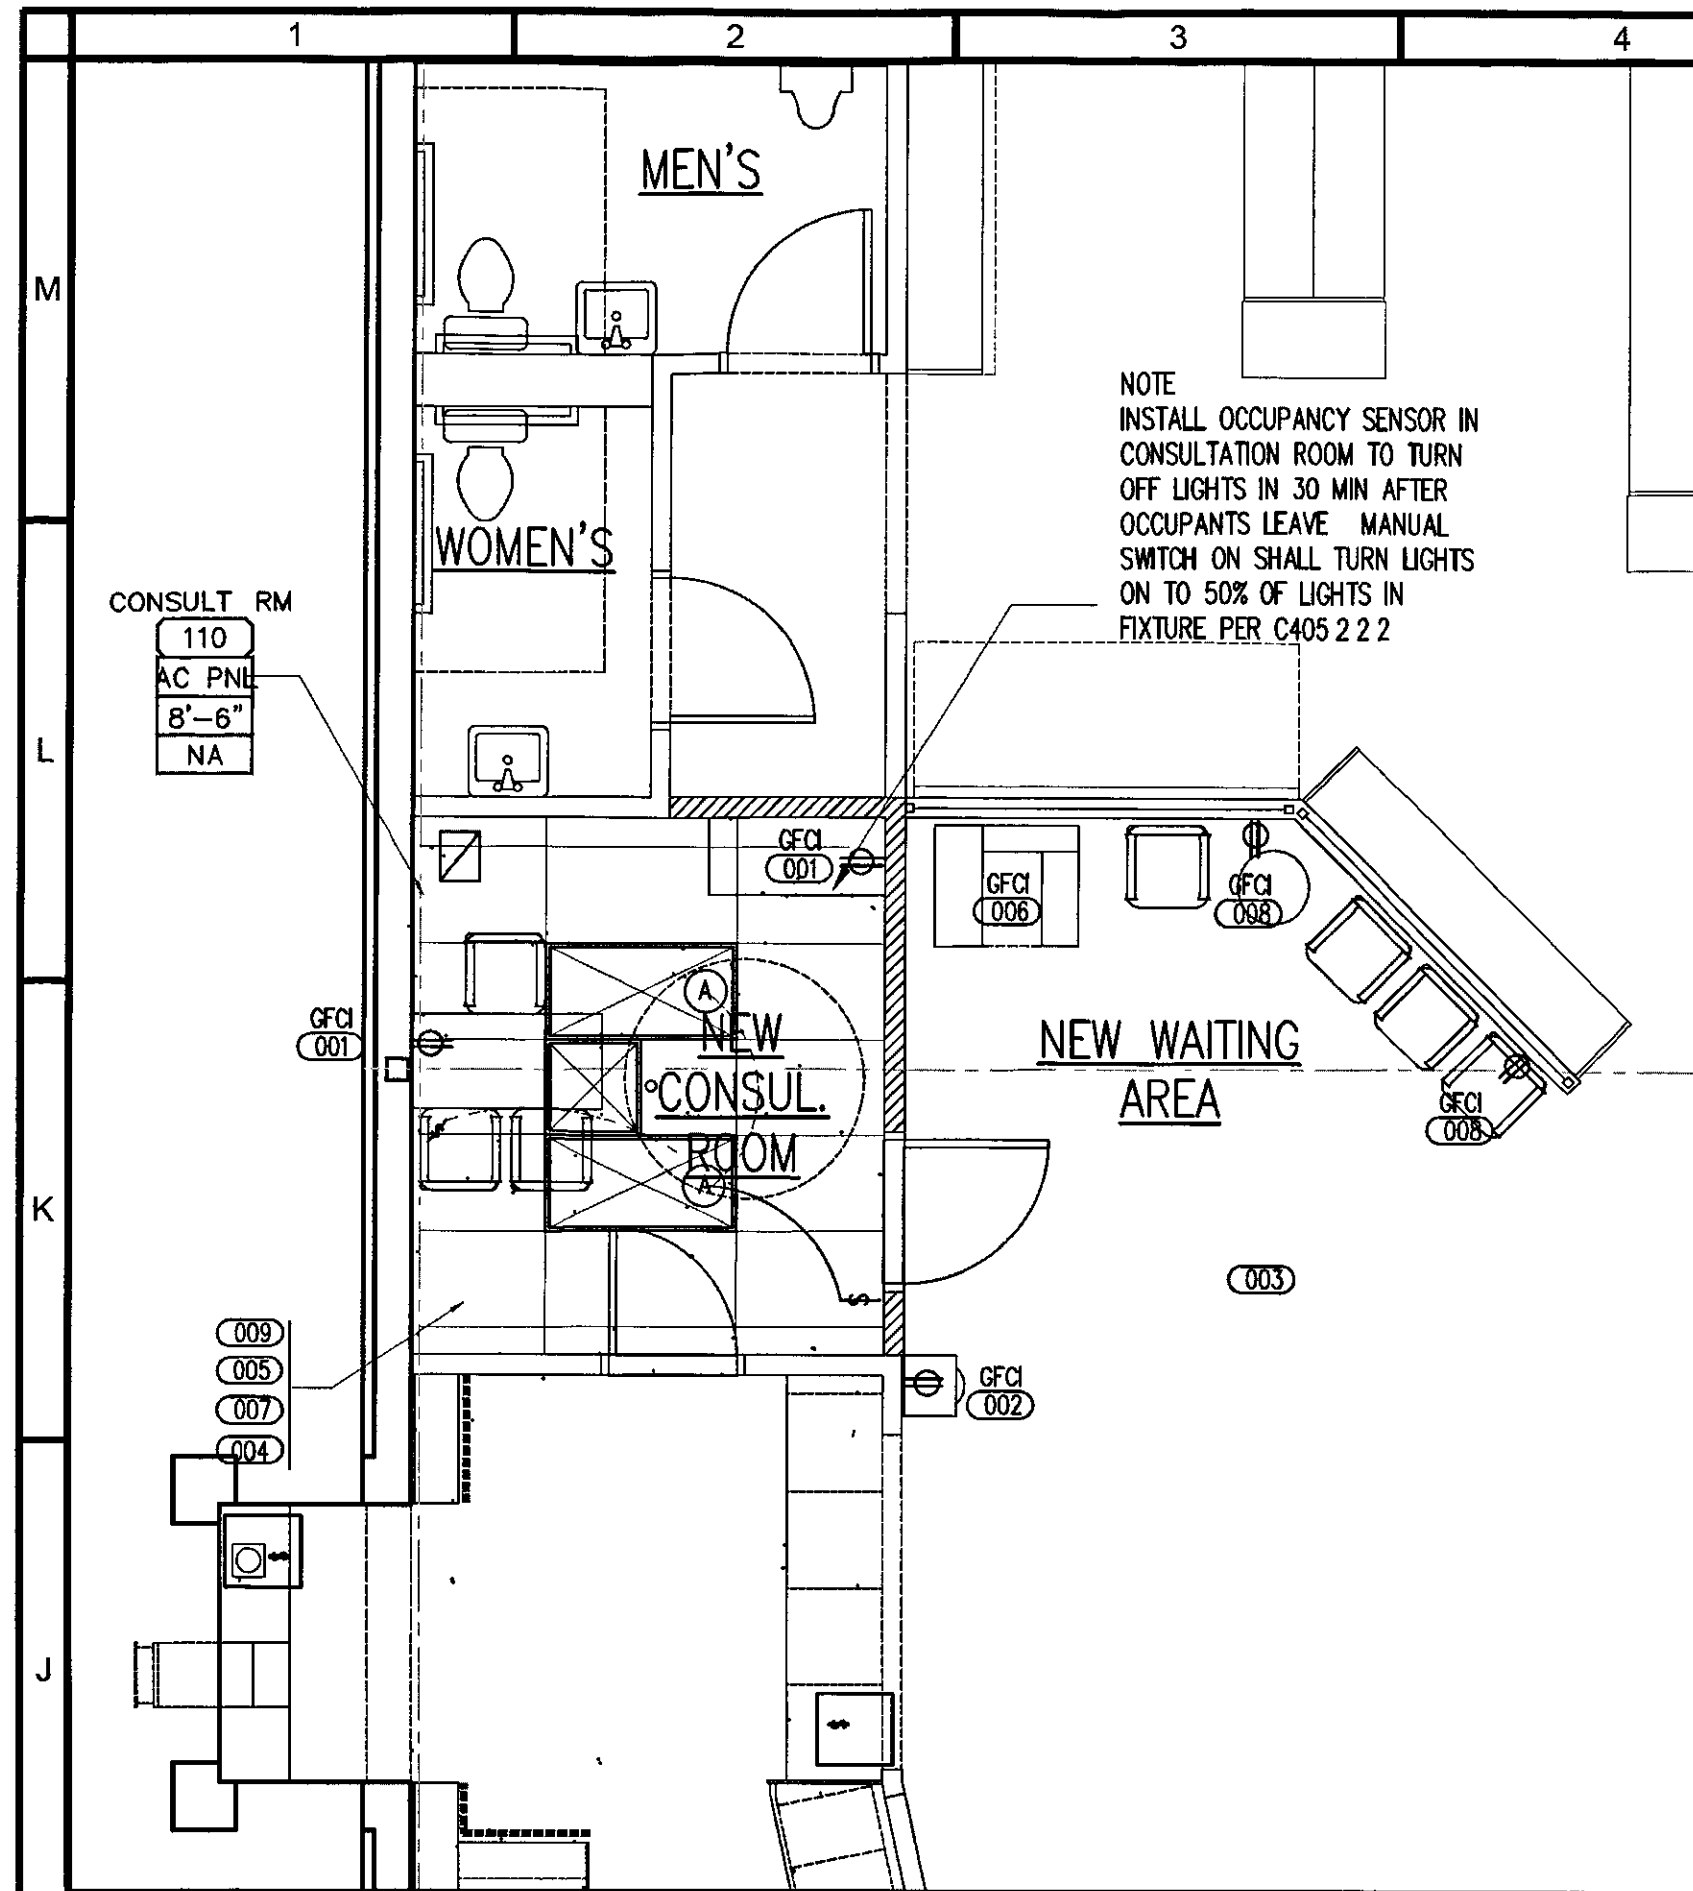 1
2
3
4
M
L
K
J
MEN'S
WOMEN'S
NOTE
INSTALL OCCUPANCY SENSOR IN
CONSULTATION ROOM TO TURN
OFF LIGHTS IN 30 MIN AFTER
OCCUPANTS LEAVE MANUAL
SWITCH ON SHALL TURN LIGHTS
ON TO 50% OF LIGHTS IN
FIXTURE PER C405 2 2 2
CONSULT RM
110
AC PNL
8'-6"
NA
GFCI
001
GFCI
006
GFCI
008
GFCI
001
A
NEW
CONSUL.
ROOM
A
NEW WAITING
AREA
GFCI
008
003
$
009
005
007
004
GFCI
002
$
$